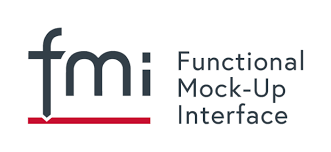 fmi
Functional
Mock-Up
Interface